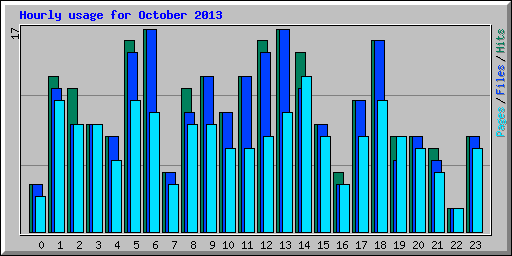 Hourly usage for October 2013
17
Pages/Files/Hits
0 1 2 3 4 5 6 7 8 9 10 11 12 13 14 15 16 17 18 19 20 21 22 23